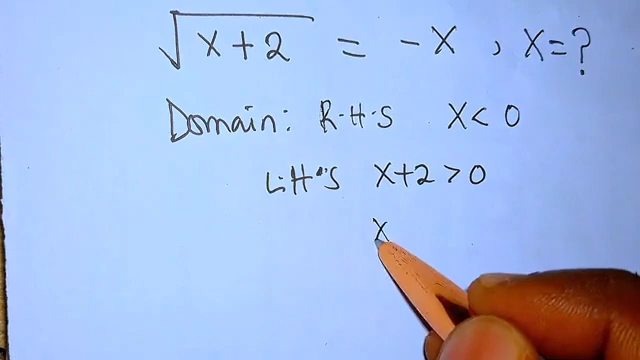 √x+2 = -x , x=?
Domain: R.H.S x<0
L.H.S x+2>0
x